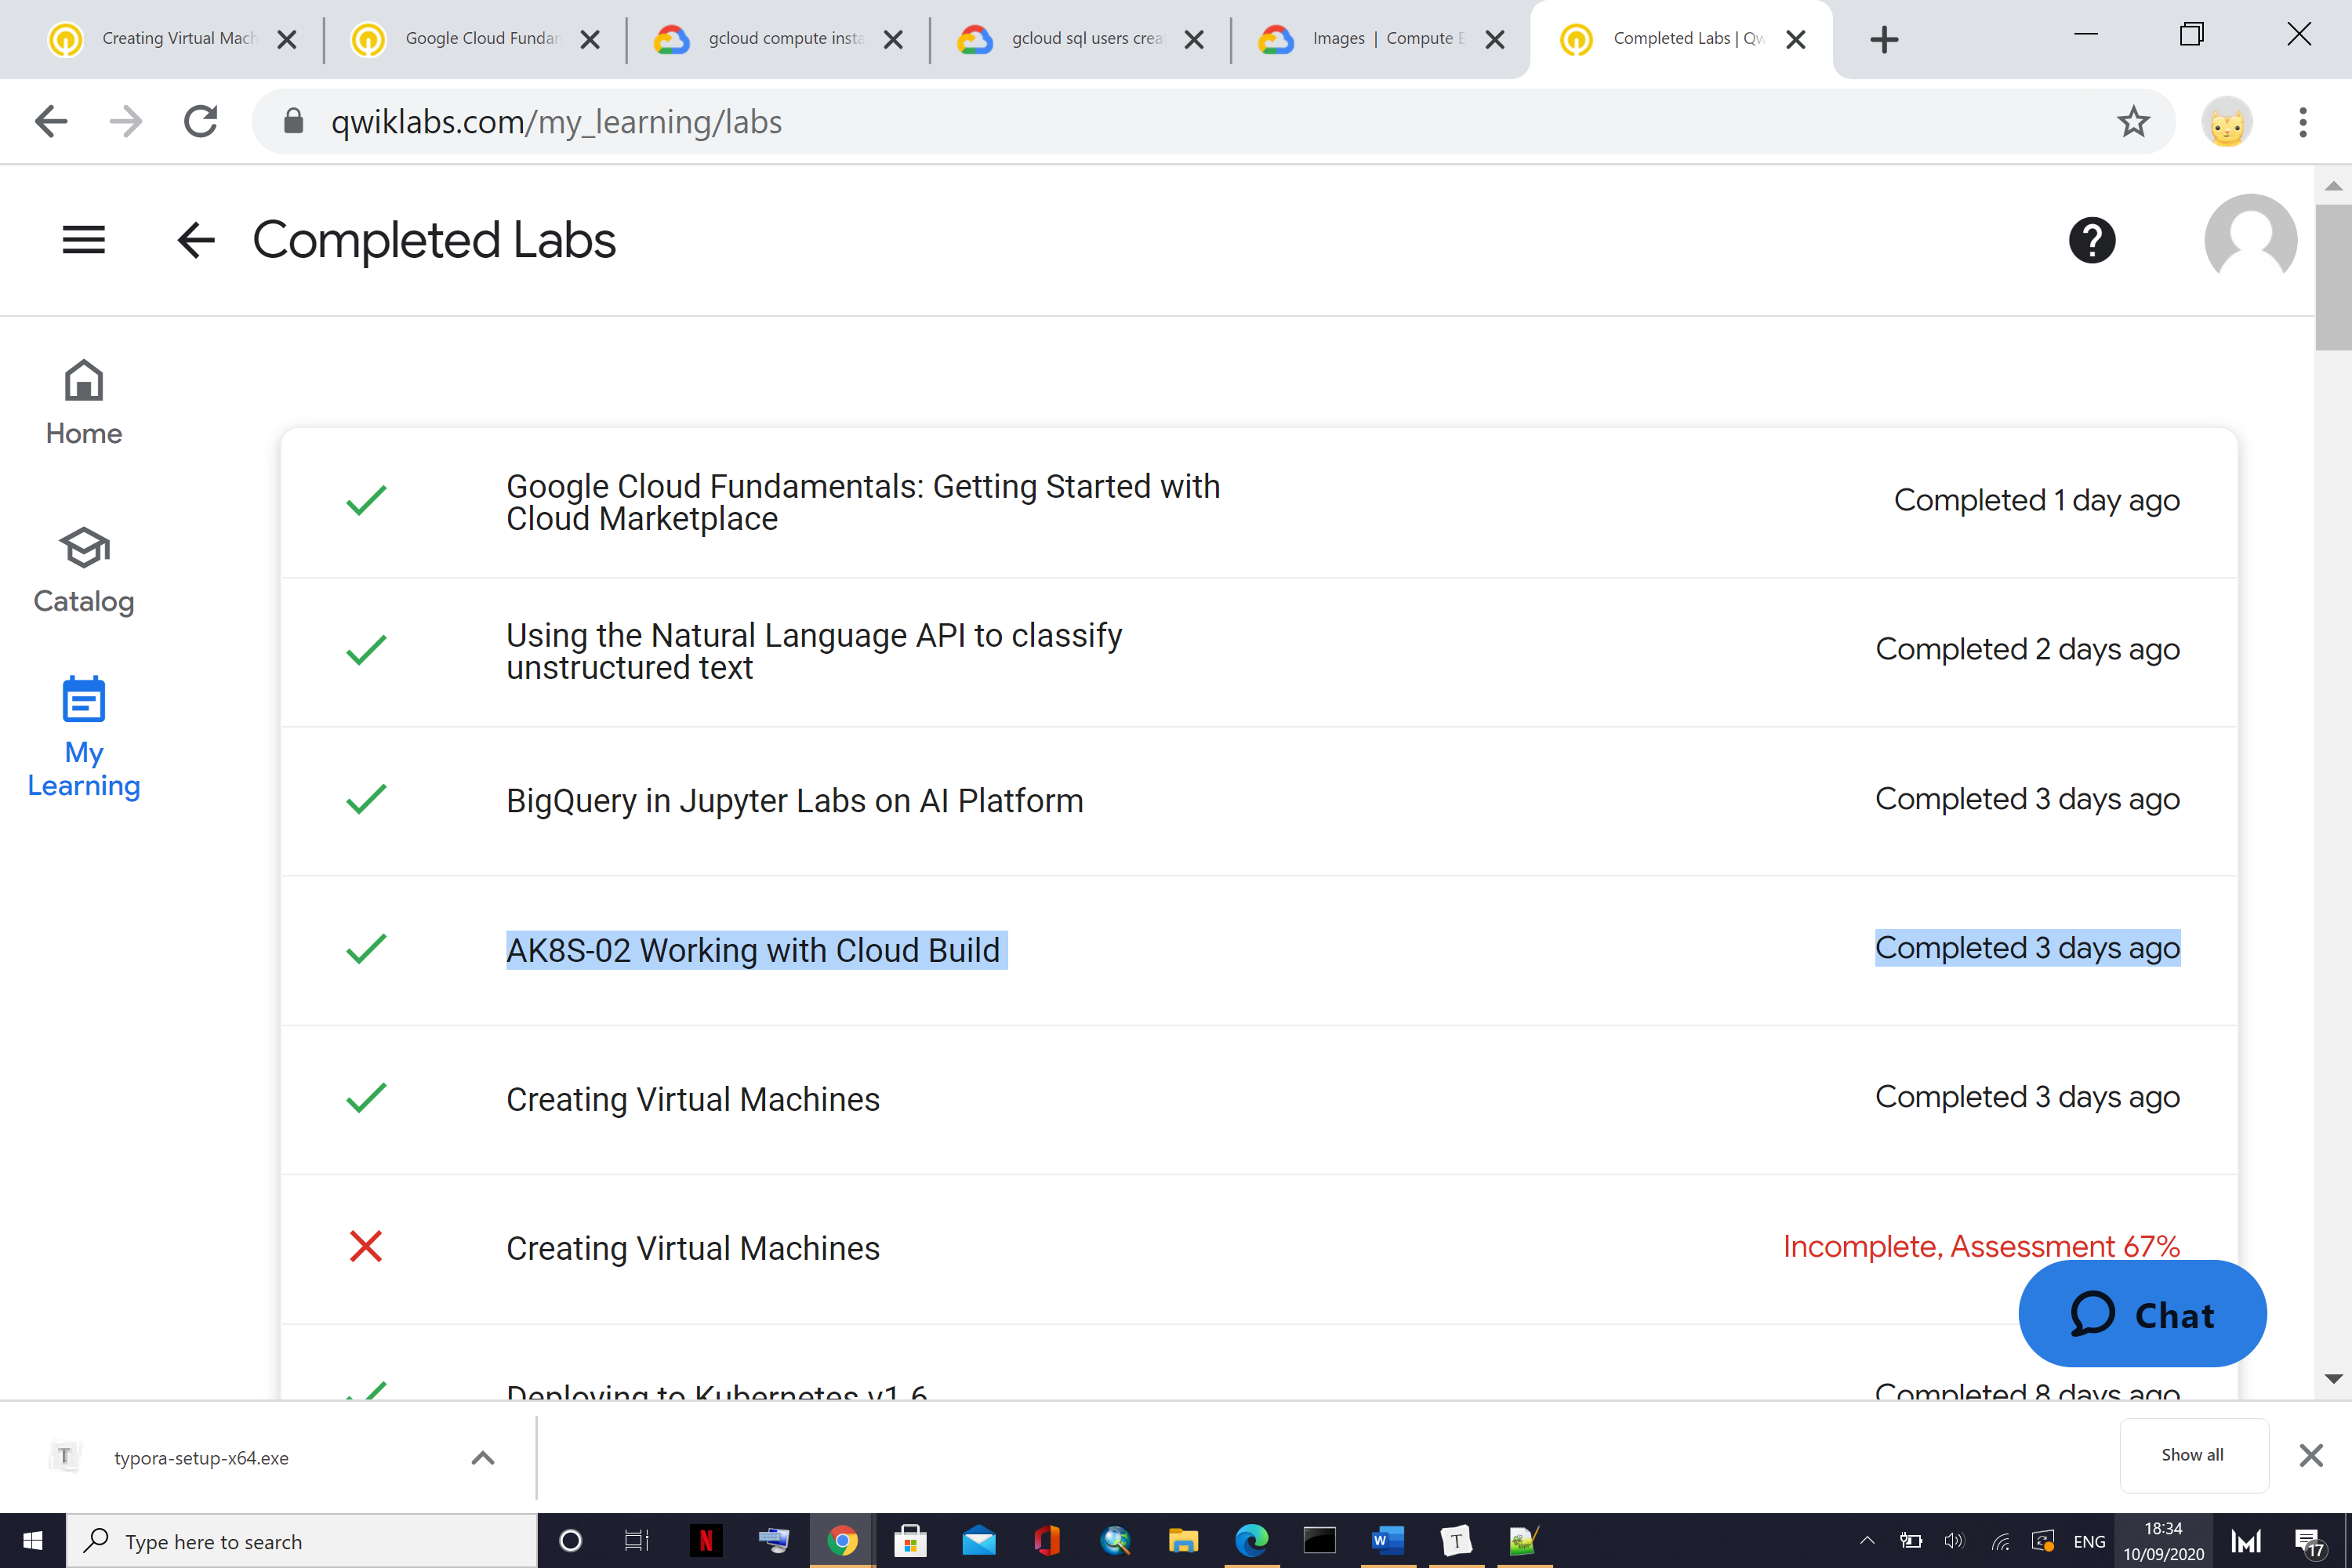 Creating Virtual Mach
Google Cloud Fundan
gcloud compute insta
gcloud sql users crea
Images | Compute E
Completed Labs | Qw
qwiklabs.com/my_learning/labs
Completed Labs
Home
Catalog
My
Learning
Google Cloud Fundamentals: Getting Started with
Cloud Marketplace
Completed 1 day ago
Using the Natural Language API to classify
unstructured text
Completed 2 days ago
BigQuery in Jupyter Labs on AI Platform
Completed 3 days ago
AK8S-02 Working with Cloud Build
Completed 3 days ago
Creating Virtual Machines
Completed 3 days ago
Creating Virtual Machines
Incomplete, Assessment 67%
Chat
Deploying to Kubernetes v1.6
Completed 8 days ago
typora-setup-x64.exe
Show all
Type here to search
ENG
18:34
10/09/2020
17